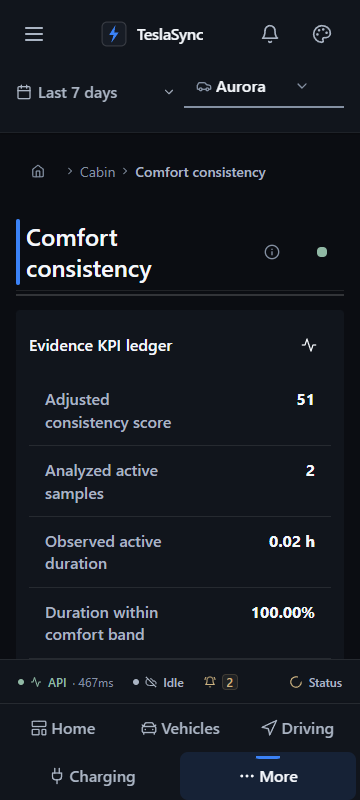 TeslaSync
Last 7 days
Aurora
Cabin
Comfort consistency
Comfort
consistency
Evidence KPI ledger
Adjusted
consistency score
51
Analyzed active
samples
2
Observed active
duration
0.02 h
Duration within
comfort band
100.00%
API · 467ms
Idle
2
Status
Home
Vehicles
Driving
Charging
More